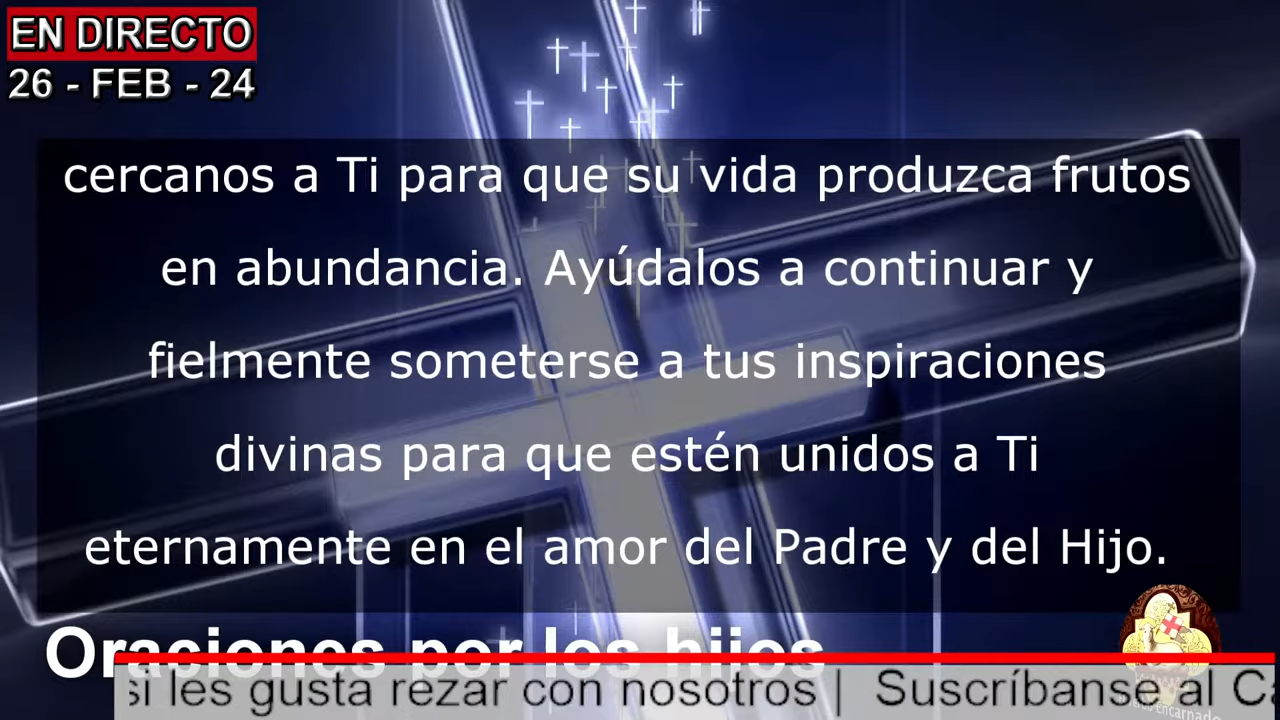 EN DIRECTO
26 - FEB - 24
cercanos a Ti para que su vida produzca frutos
en abundancia. Ayúdalos a continuar y
fielmente someterse a tus inspiraciones
divinas para que estén unidos a Ti
eternamente en el amor del Padre y del Hijo.
Oraciones por los hijos
si les gusta rezar con nosotros | Suscríbanse al Ca